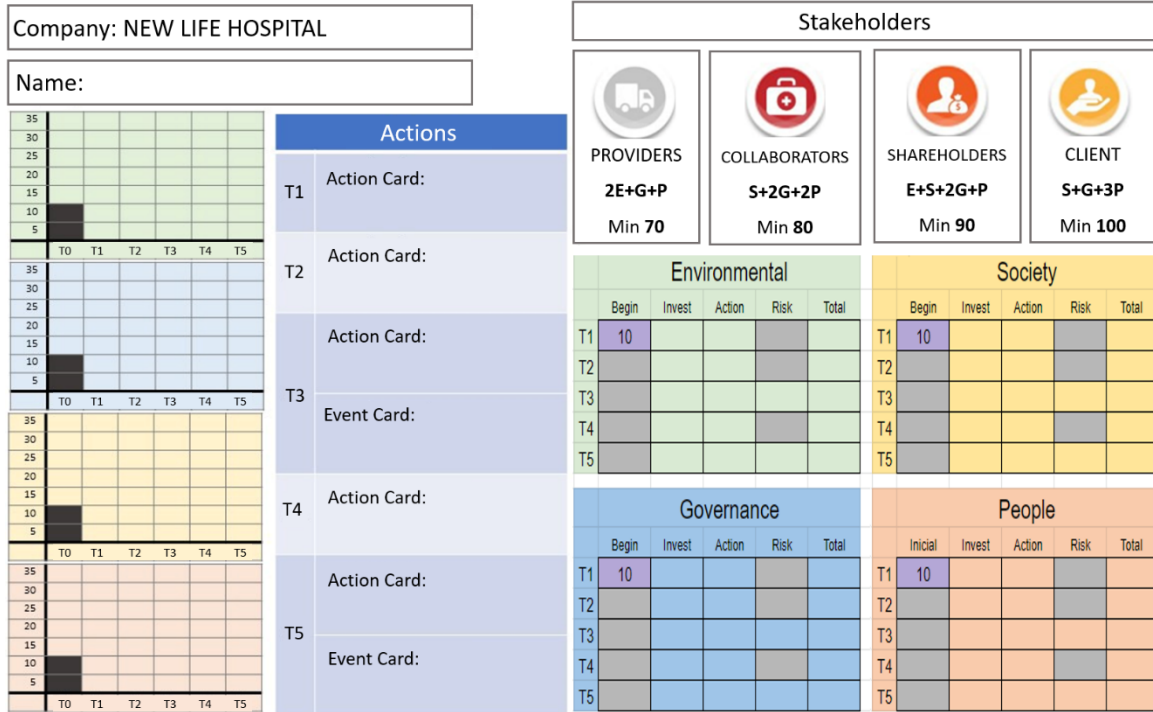 Company: NEW LIFE HOSPITAL
Name:
35
30
25
20
15
10
5
T0 T1 T2 T3 T4 T5
35
30
25
20
15
10
5
T0 T1 T2 T3 T4 T5
35
30
25
20
15
10
5
T0 T1 T2 T3 T4 T5
35
30
25
20
15
10
5
T0 T1 T2 T3 T4 T5
Actions
T1 Action Card:
T2 Action Card:
T3 Action Card:
Event Card:
T4 Action Card:
T5 Action Card:
Event Card:
Stakeholders
PROVIDERS
2E+G+P
Min 70
COLLABORATORS
S+2G+2P
Min 80
SHAREHOLDERS
E+S+2G+P
Min 90
CLIENT
S+G+3P
Min 100
Environmental
Begin Invest Action Risk Total
T1 10
T2
T3
T4
T5
Society
Begin Invest Action Risk Total
T1 10
T2
T3
T4
T5
Governance
Begin Invest Action Risk Total
T1 10
T2
T3
T4
T5
People
Inicial Invest Action Risk Total
T1 10
T2
T3
T4
T5